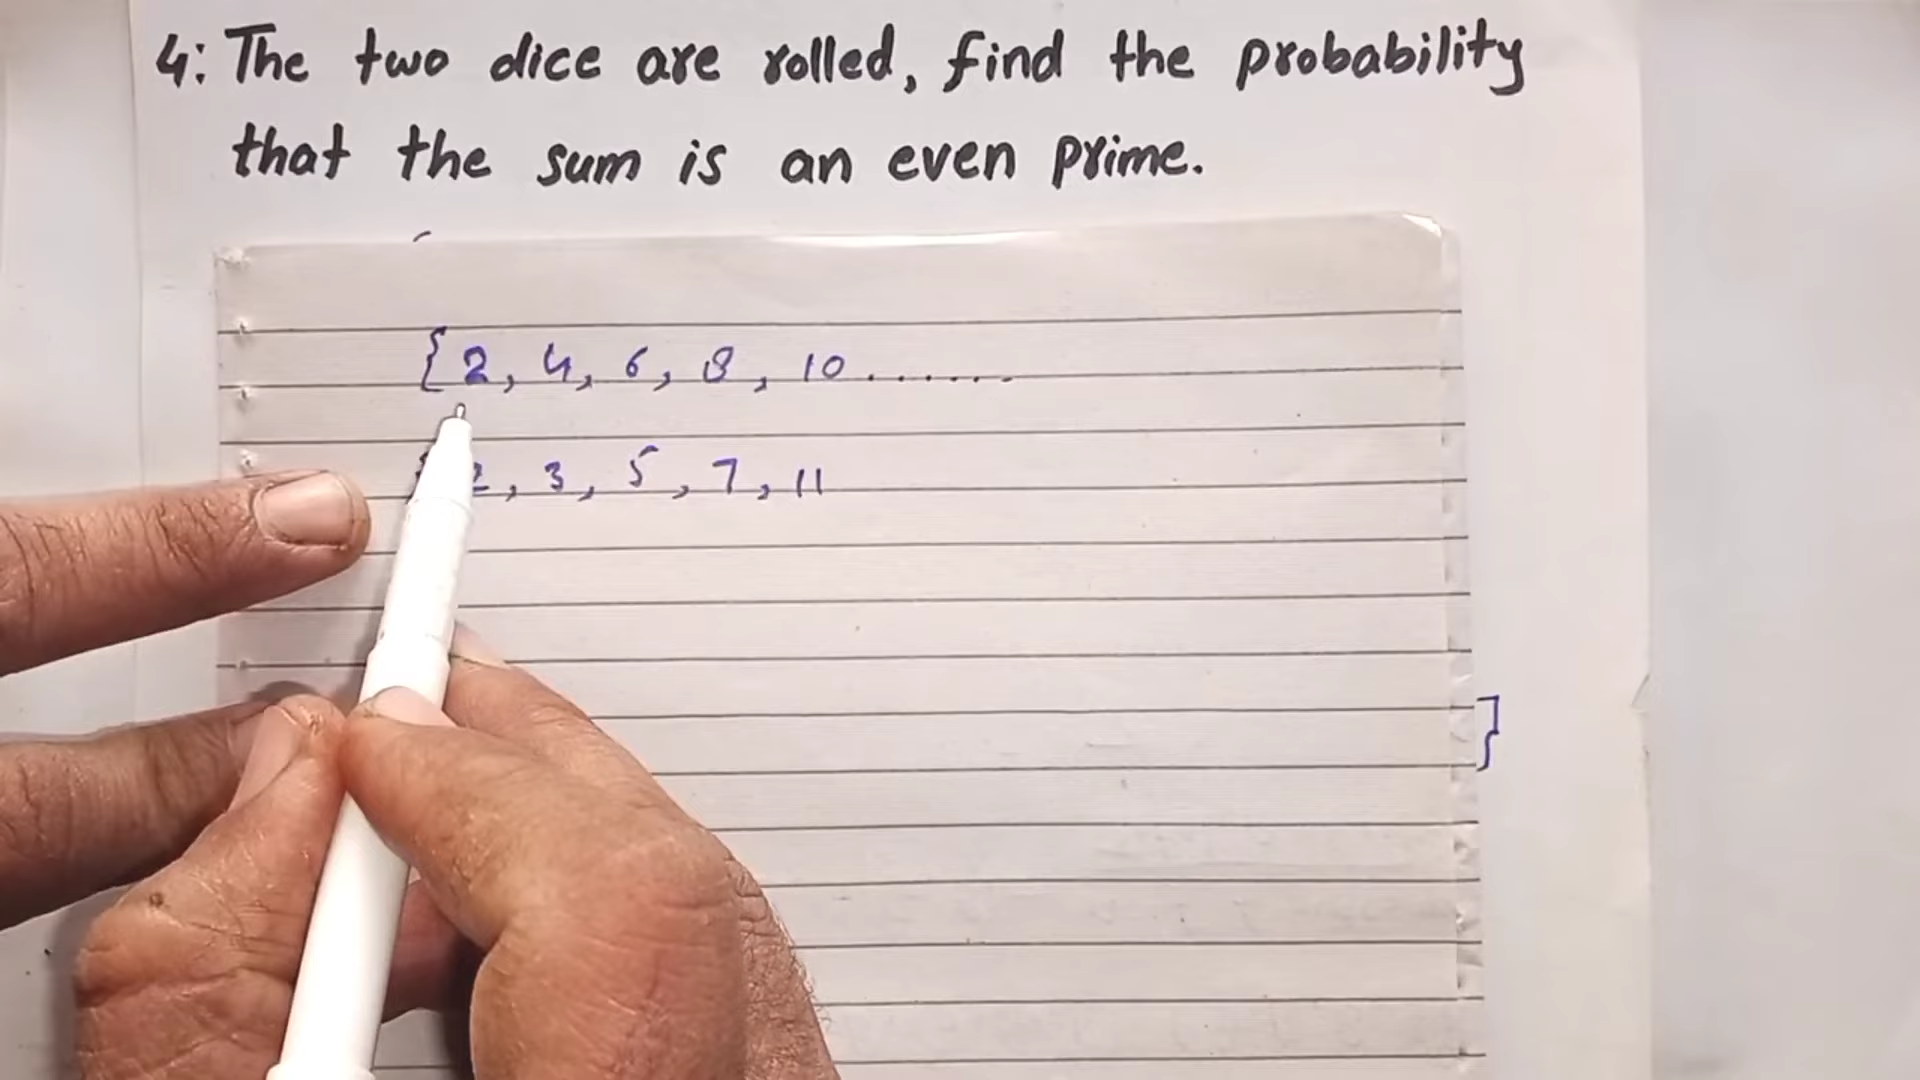 4: The two dice are rolled, find the probability
that the sum is an even prime.
{ 2, 4, 6, 8, 10 .......
{ 2, 3, 5, 7, 11
}